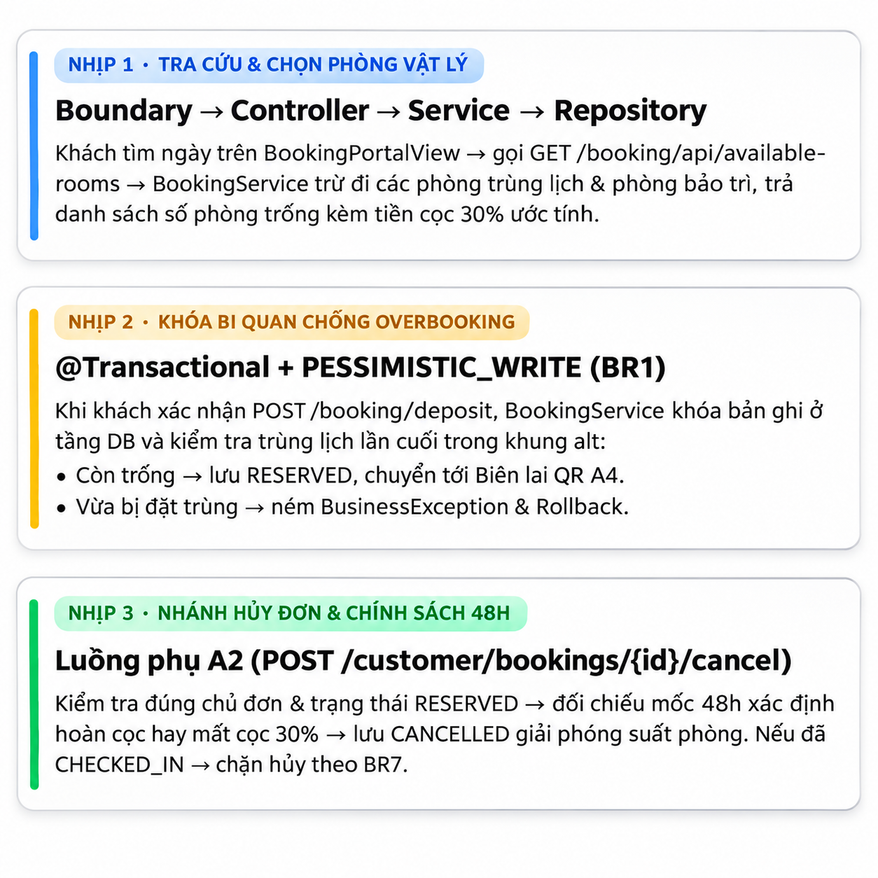 NHỊP 1 · TRA CỨU & CHỌN PHÒNG VẬT LÝ
Boundary → Controller → Service → Repository
Khách tìm ngày trên BookingPortalView → gọi GET /booking/api/available-
rooms → BookingService trừ đi các phòng trùng lịch & phòng bảo trì, trả
danh sách số phòng trống kèm tiền cọc 30% ước tính.
NHỊP 2 · KHÓA BI QUAN CHỐNG OVERBOOKING
@Transactional + PESSIMISTIC_WRITE (BR1)
Khi khách xác nhận POST /booking/deposit, BookingService khóa bản ghi ở
tầng DB và kiểm tra trùng lịch lần cuối trong khung alt:
• Còn trống → lưu RESERVED, chuyển tới Biên lai QR A4.
• Vừa bị đặt trùng → ném BusinessException & Rollback.
NHỊP 3 · NHÁNH HỦY ĐƠN & CHÍNH SÁCH 48H
Luồng phụ A2 (POST /customer/bookings/{id}/cancel)
Kiểm tra đúng chủ đơn & trạng thái RESERVED → đối chiếu mốc 48h xác định
hoàn cọc hay mất cọc 30% → lưu CANCELLED giải phóng suất phòng. Nếu đã
CHECKED_IN → chặn hủy theo BR7.